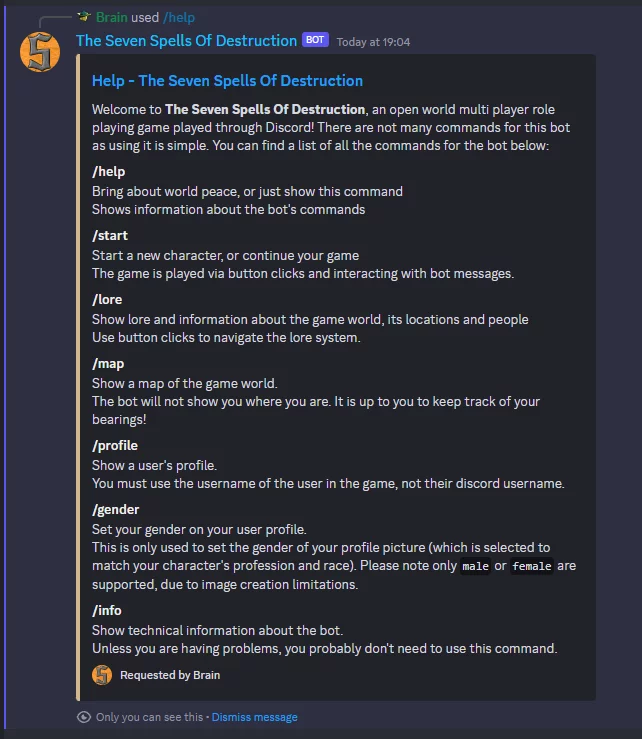 Brain used /help
The Seven Spells Of Destruction BOT Today at 19:04
Help - The Seven Spells Of Destruction
Welcome to The Seven Spells Of Destruction, an open world multi player role
playing game played through Discord! There are not many commands for this bot
as using it is simple. You can find a list of all the commands for the bot below:
/help
Bring about world peace, or just show this command
Shows information about the bot's commands
/start
Start a new character, or continue your game
The game is played via button clicks and interacting with bot messages.
/lore
Show lore and information about the game world, its locations and people
Use button clicks to navigate the lore system.
/map
Show a map of the game world.
The bot will not show you where you are. It is up to you to keep track of your
bearings!
/profile
Show a user's profile.
You must use the username of the user in the game, not their discord username.
/gender
Set your gender on your user profile.
This is only used to set the gender of your profile picture (which is selected to
match your character's profession and race). Please note only male or female are
supported, due to image creation limitations.
/info
Show technical information about the bot.
Unless you are having problems, you probably don't need to use this command.
Requested by Brain
Only you can see this • Dismiss message